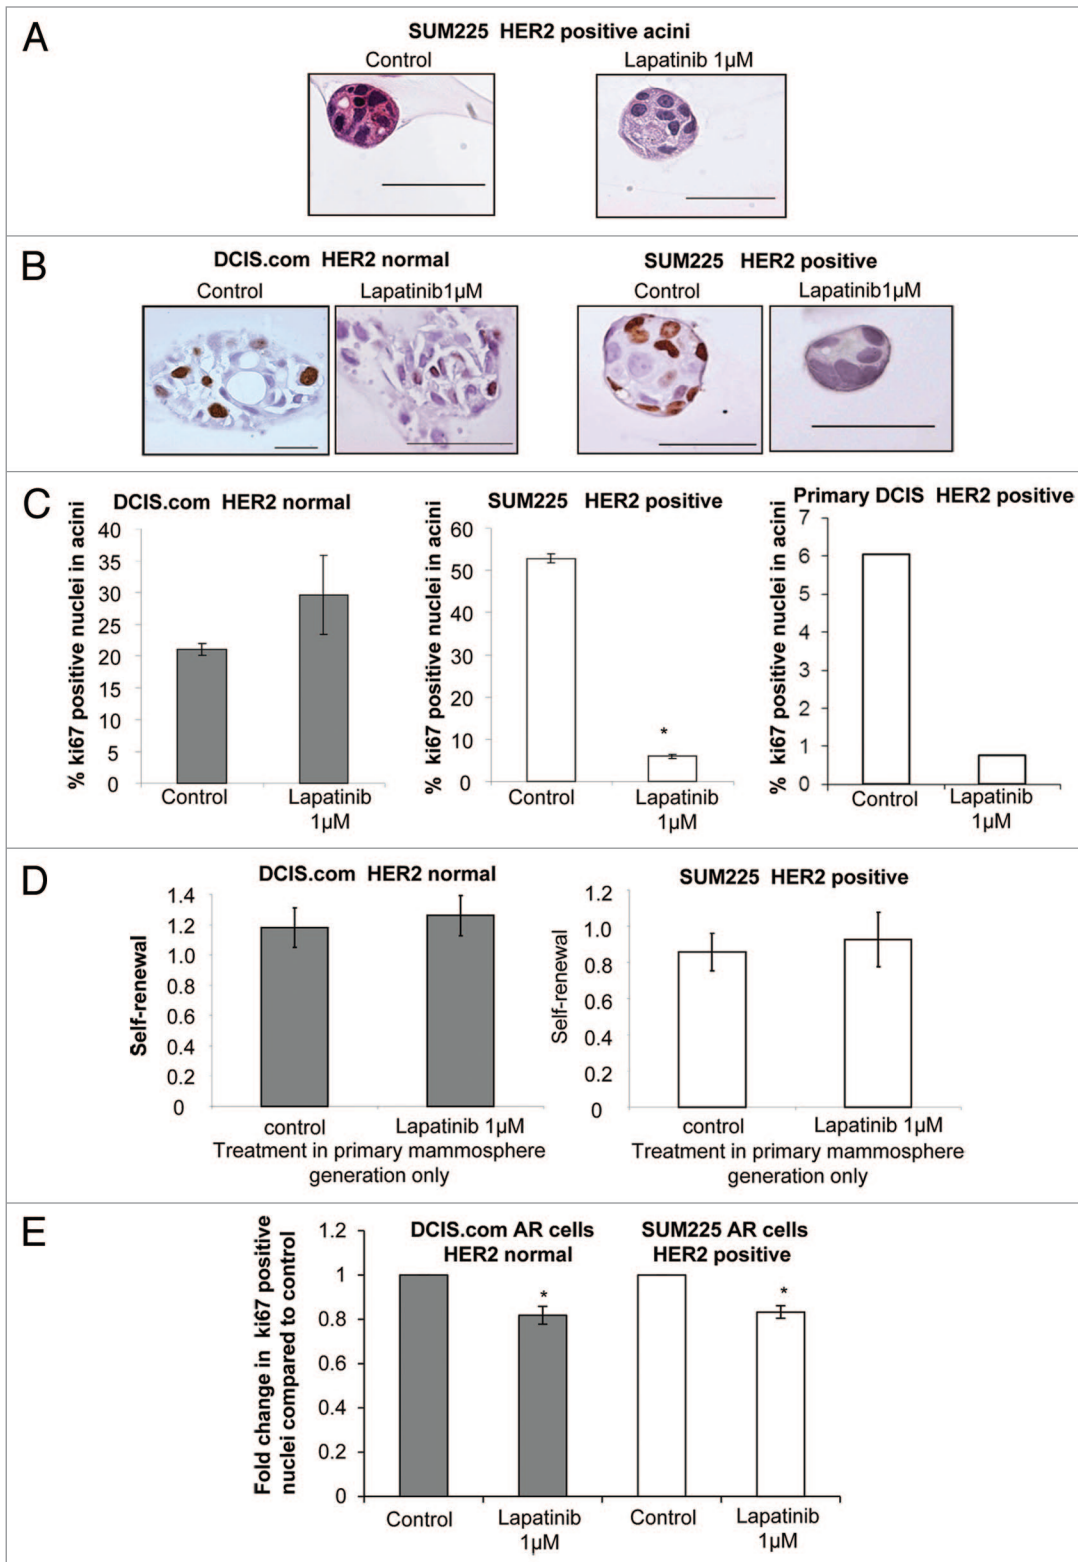 A
SUM225 HER2 positive acini
Control
Lapatinib 1µM
B
DCIS.com HER2 normal
Control
Lapatinib1µM
SUM225 HER2 positive
Control
Lapatinib1µM
C
DCIS.com HER2 normal
% ki67 positive nuclei in acini
40
35
30
25
20
15
10
5
0
Control
Lapatinib
1µM
SUM225 HER2 positive
% ki67 positive nuclei in acini
60
50
40
30
20
10
0
*
Control
Lapatinib
1µM
Primary DCIS HER2 positive
% ki67 positive nuclei in acini
7
6
5
4
3
2
1
0
Control
Lapatinib
1µM
D
DCIS.com HER2 normal
Self-renewal
1.4
1.2
1.0
0.8
0.6
0.4
0.2
0
control
Lapatinib 1µM
Treatment in primary mammosphere
generation only
SUM225 HER2 positive
Self-renewal
1.2
1.0
0.8
0.6
0.4
0.2
0
control
Lapatinib 1µM
Treatment in primary mammosphere
generation only
E
Fold change in ki67 positive
nuclei compared to control
1.2
1
0.8
0.6
0.4
0.2
0
DCIS.com AR cells
HER2 normal
SUM225 AR cells
HER2 positive
*
*
Control
Lapatinib
1µM
Control
Lapatinib
1µM